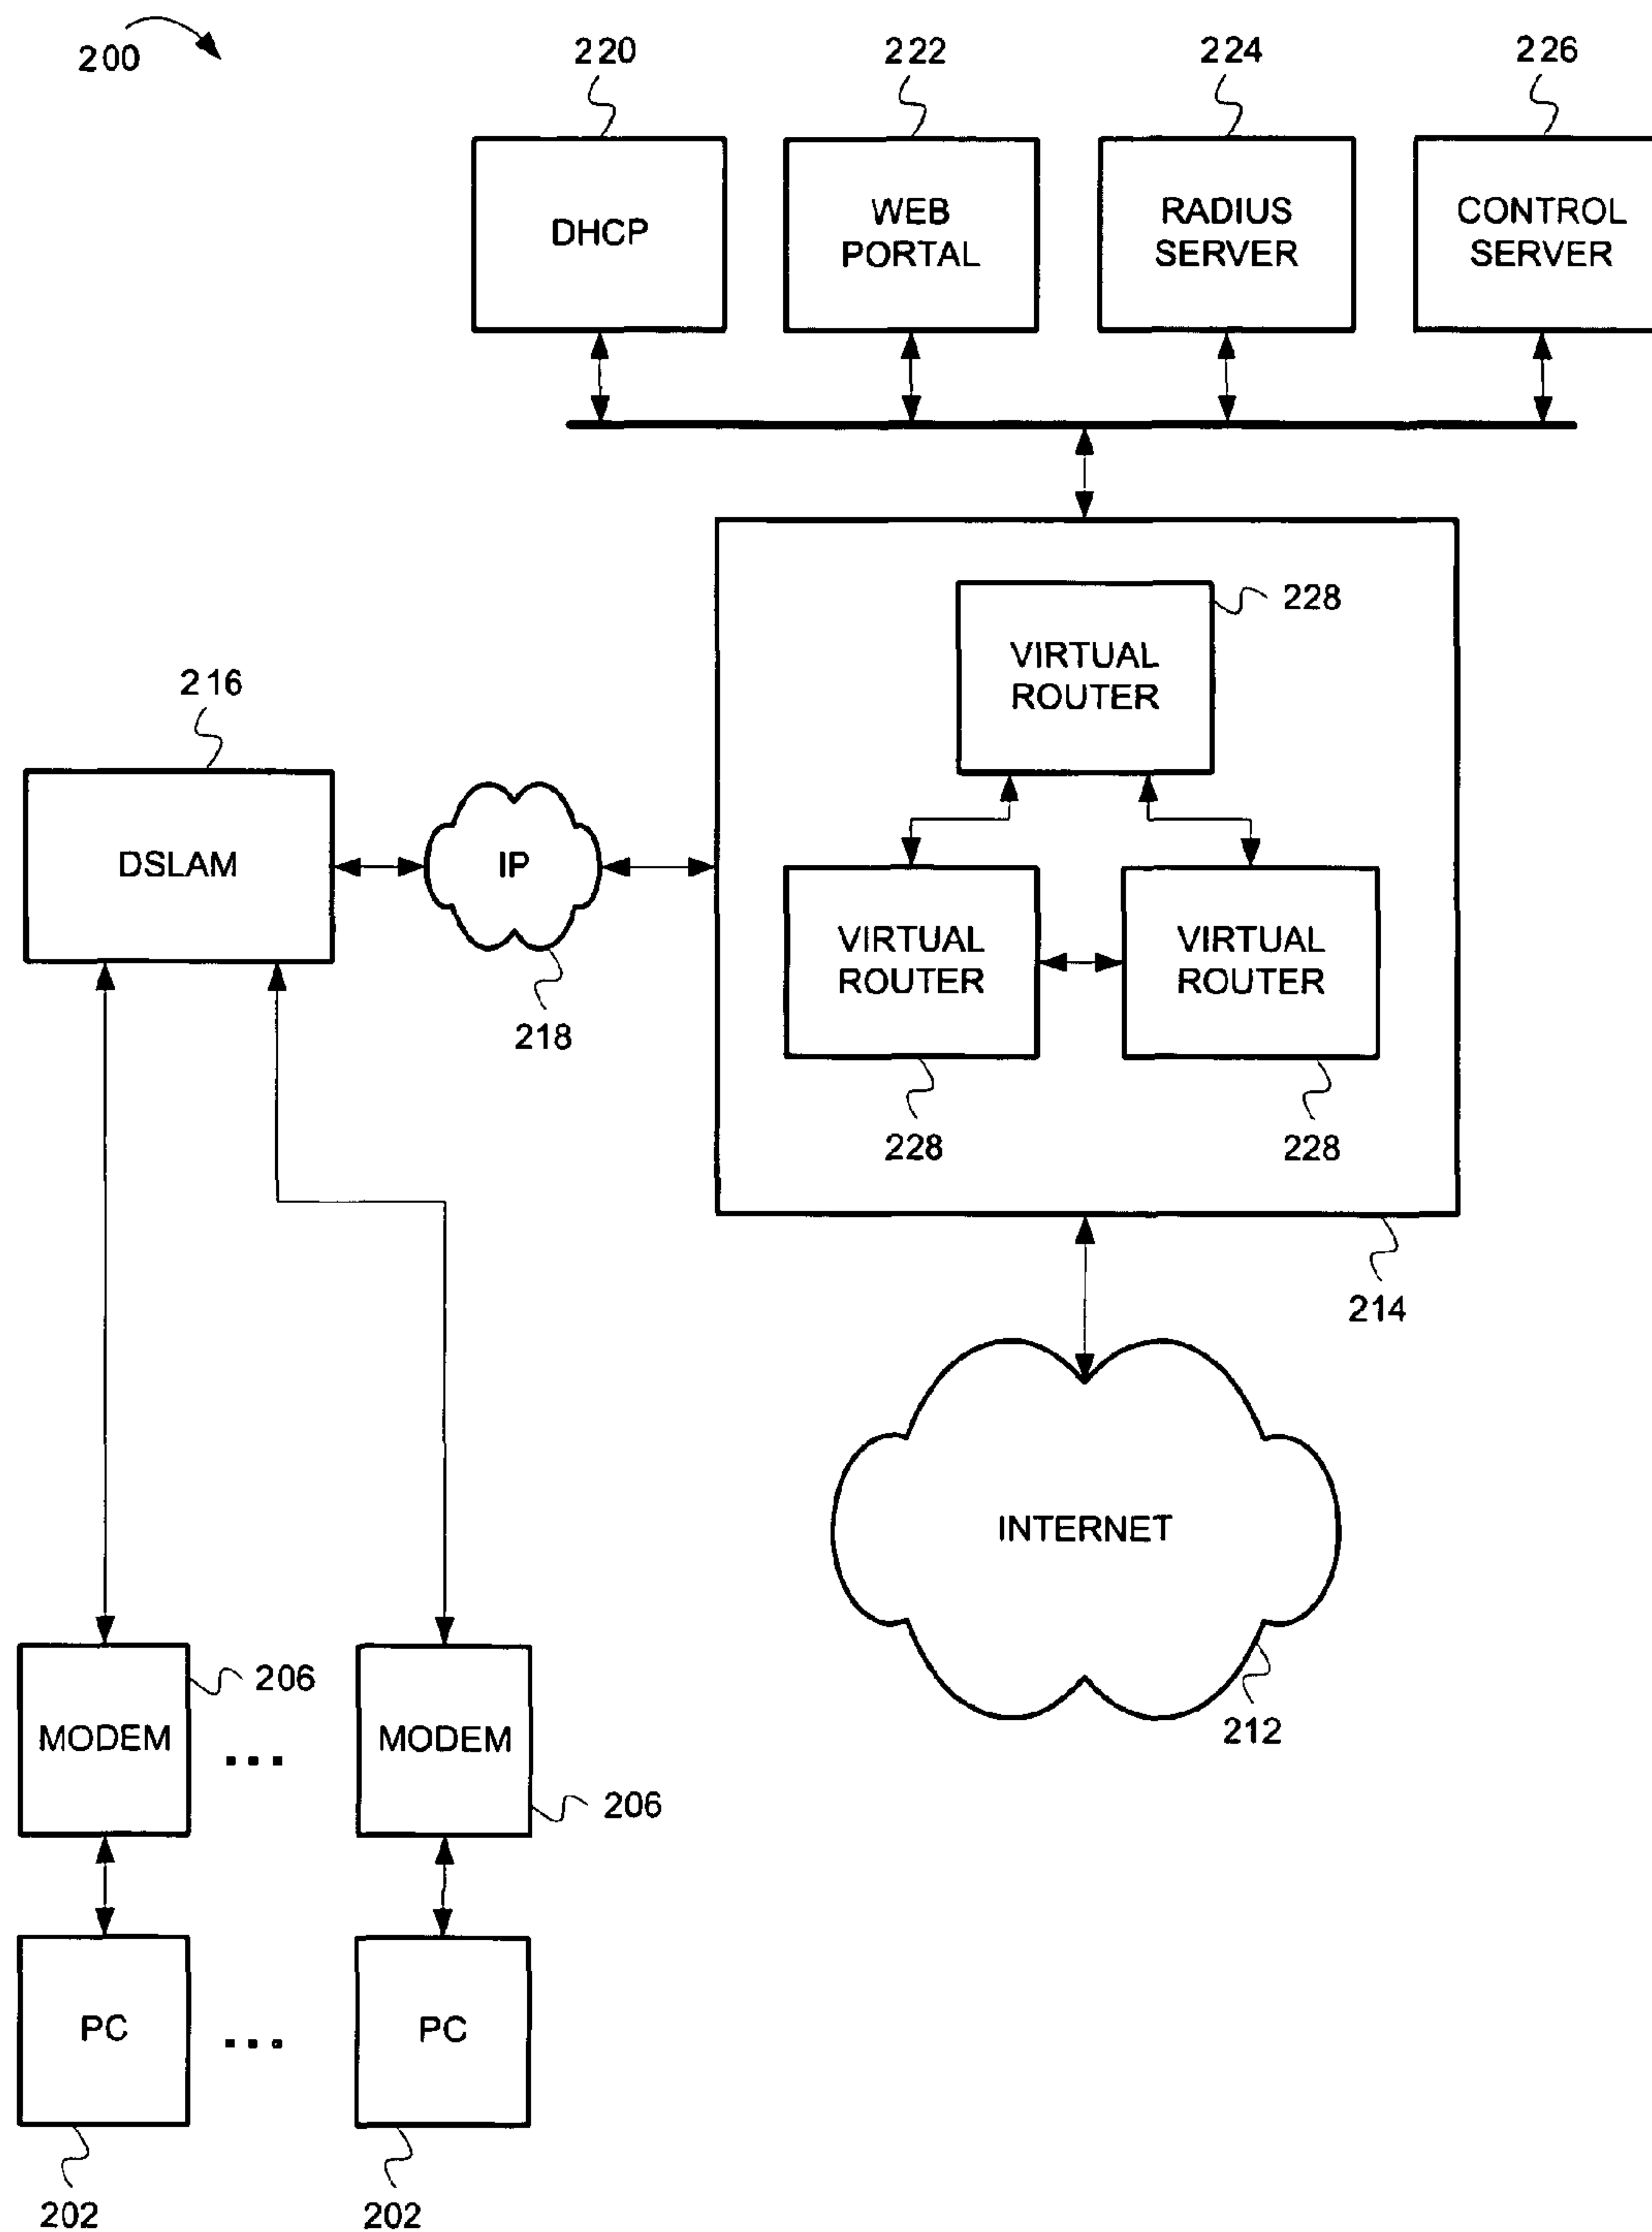 200
220
222
224
226
DHCP
WEB
PORTAL
RADIUS
SERVER
CONTROL
SERVER
228
VIRTUAL
ROUTER
216
DSLAM
IP
218
VIRTUAL
ROUTER
VIRTUAL
ROUTER
228
228
214
INTERNET
212
206
MODEM
...
MODEM
206
PC
...
PC
202
202